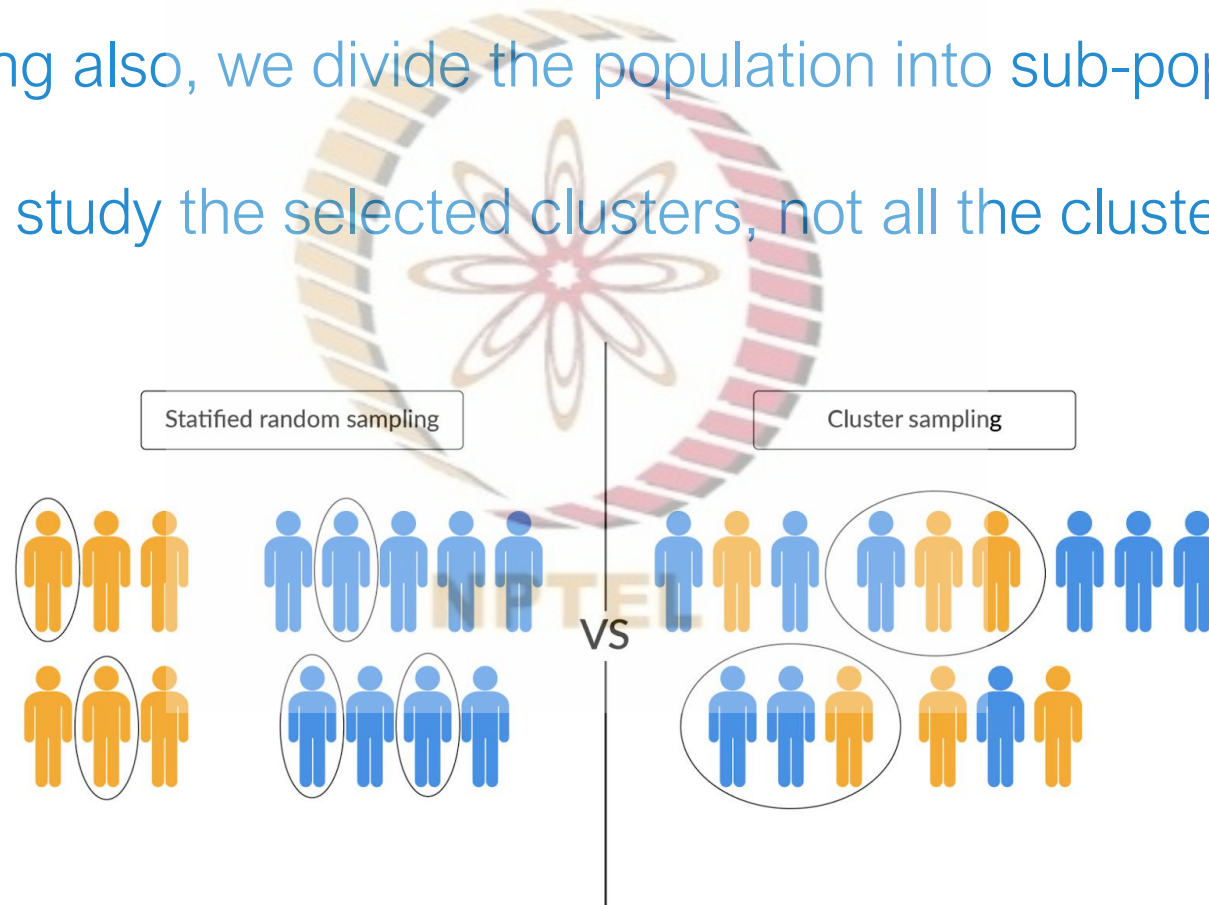 ng also, we divide the population into sub-pop
study the selected clusters, not all the cluste
Statified random sampling
Cluster sampling
NPTEL
VS